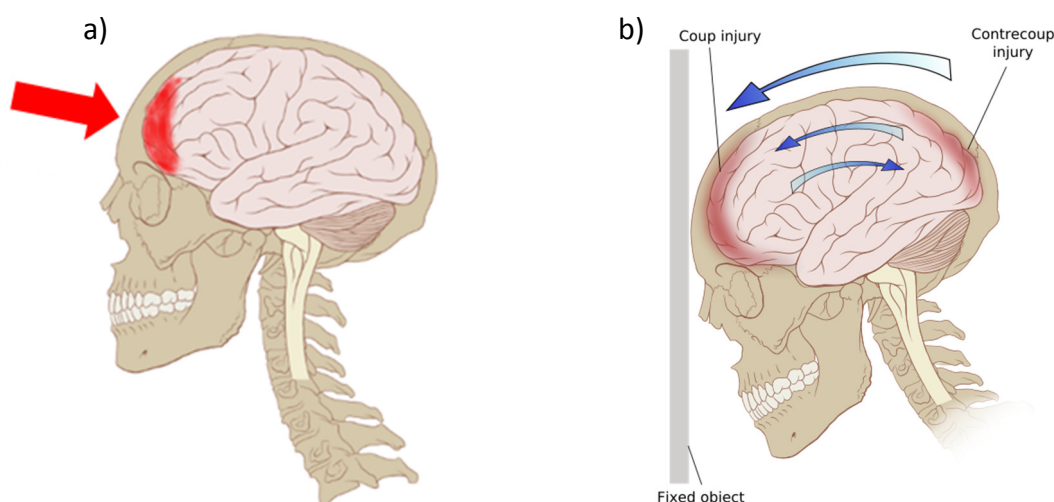 a)
b)
Coup injury
Contrecoup
injury
Fixed object